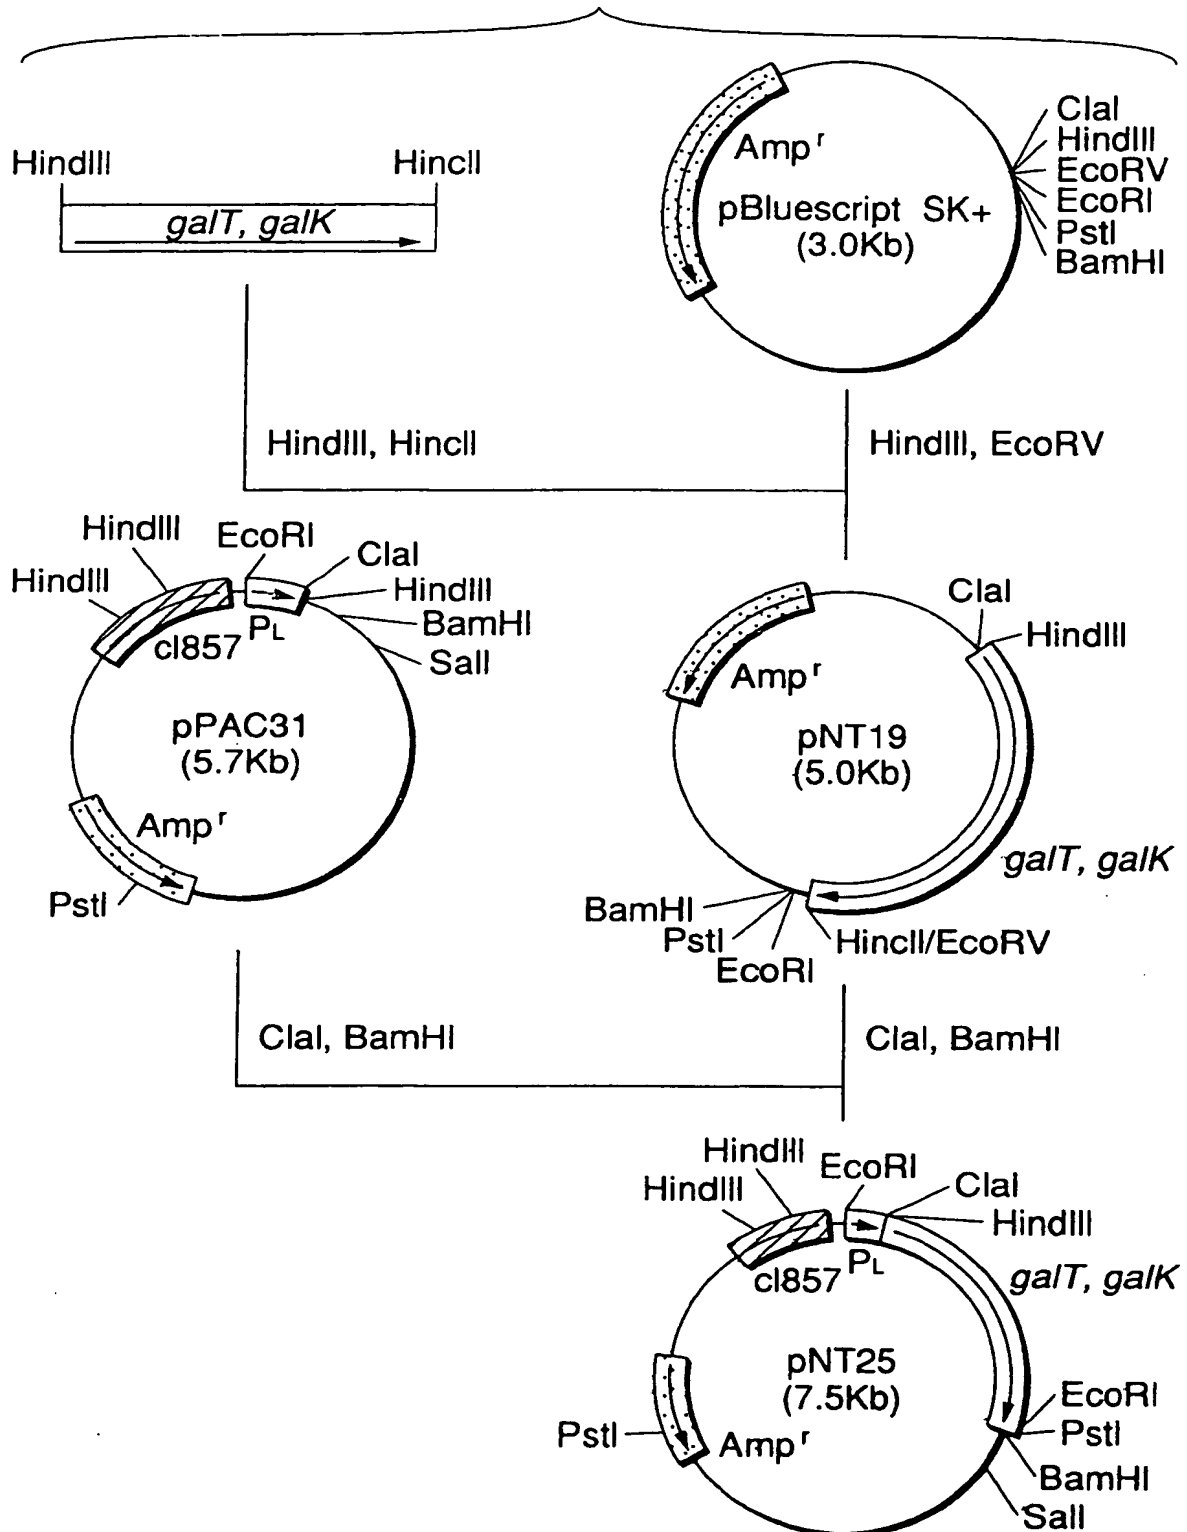 HindIII
HincII
galT, galK
Amp r
pBluescript SK+
(3.0Kb)
ClaI
HindIII
EcoRV
EcoRI
PstI
BamHI
HindIII, HincII
HindIII, EcoRV
HindIII
HindIII
EcoRI
ClaI
HindIII
BamHI
SalI
cI857
PL
pPAC31
(5.7Kb)
Amp r
PstI
ClaI
HindIII
Amp r
pNT19
(5.0Kb)
galT, galK
BamHI
PstI
EcoRI
HincII/EcoRV
ClaI, BamHI
ClaI, BamHI
HindIII
HindIII
EcoRI
ClaI
HindIII
cI857
PL
galT, galK
pNT25
(7.5Kb)
PstI
Amp r
EcoRI
PstI
BamHI
SalI